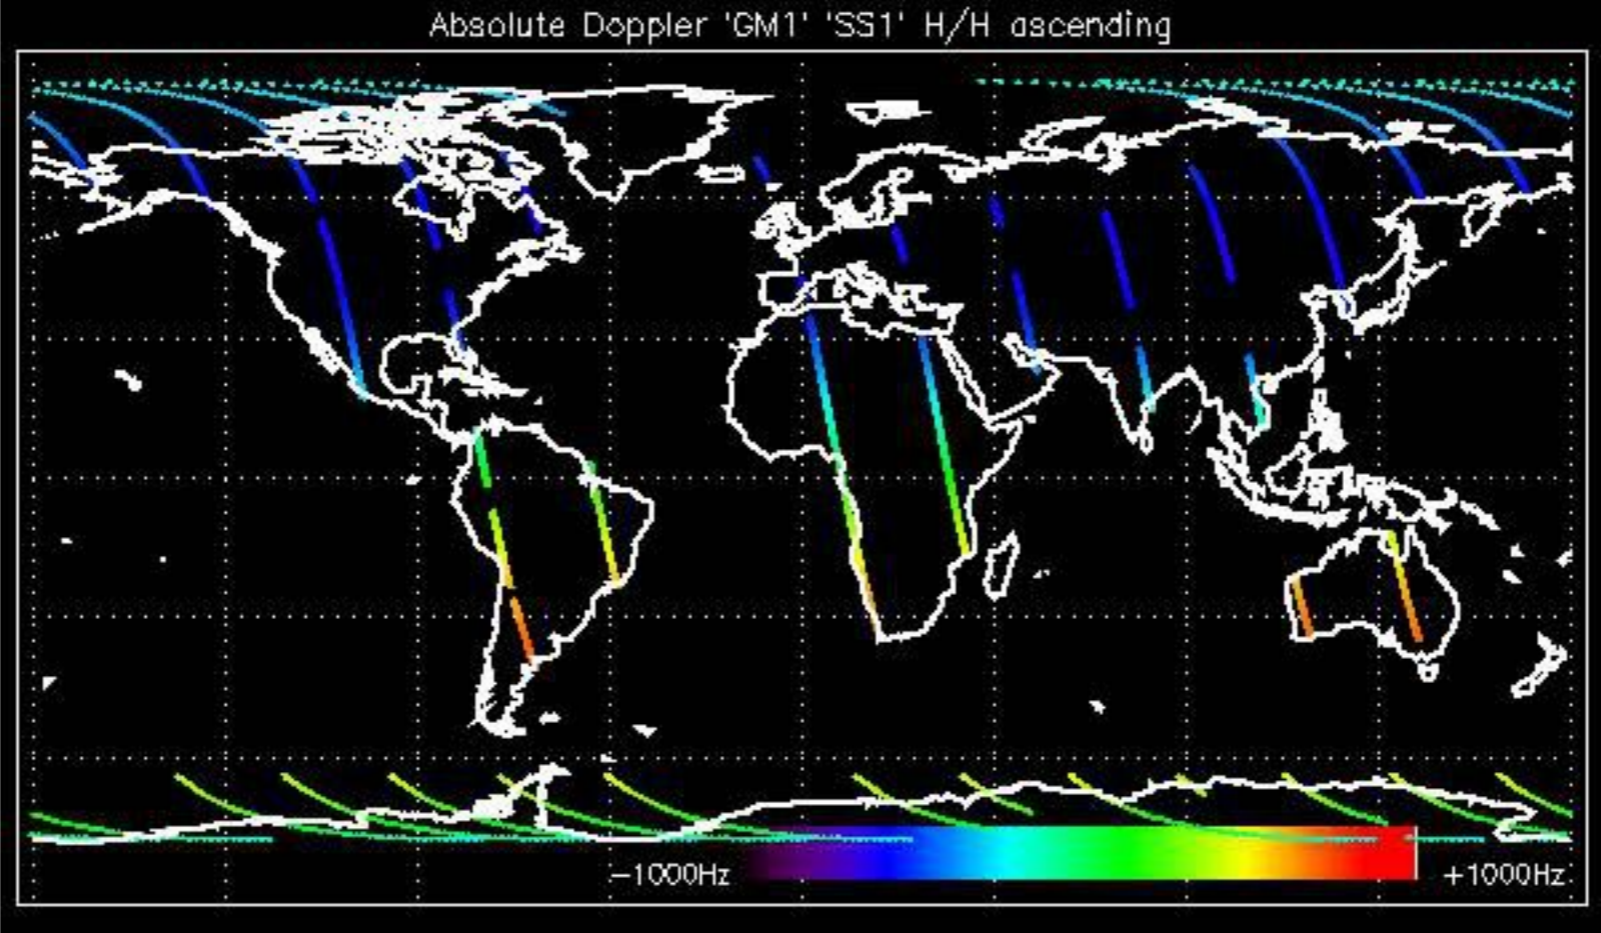 Absolute Doppler 'GM1' 'SS1' H/H ascending
-1000Hz
+1000Hz